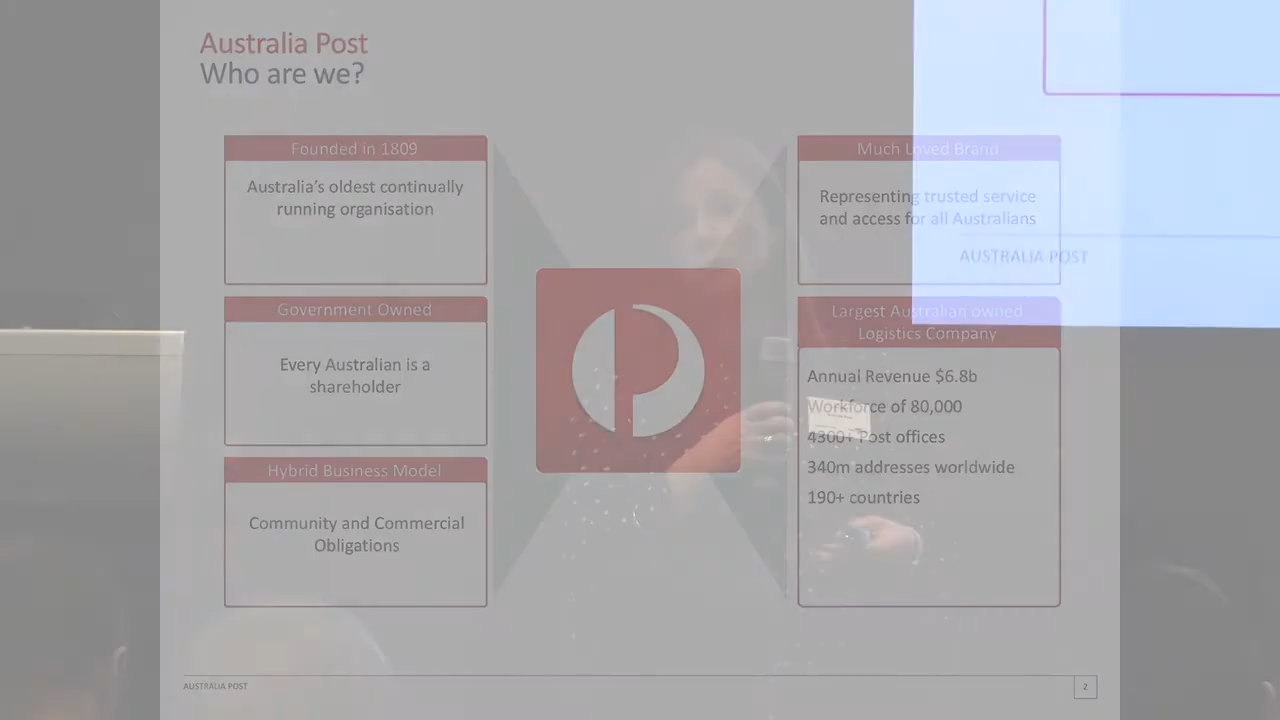 Australia Post
Who are we?
Founded in 1809
Australia's oldest continually
running organisation
Government Owned
Every Australian is a
shareholder
Hybrid Business Model
Community and Commercial
Obligations
Much Loved Brand
Representing trusted service
and access for all Australians
Largest Australian owned
Logistics Company
Annual Revenue $6.8b
Workforce of 80,000
4300+ Post offices
340m addresses worldwide
190+ countries
AUSTRALIA POST
AUSTRALIA POST
2